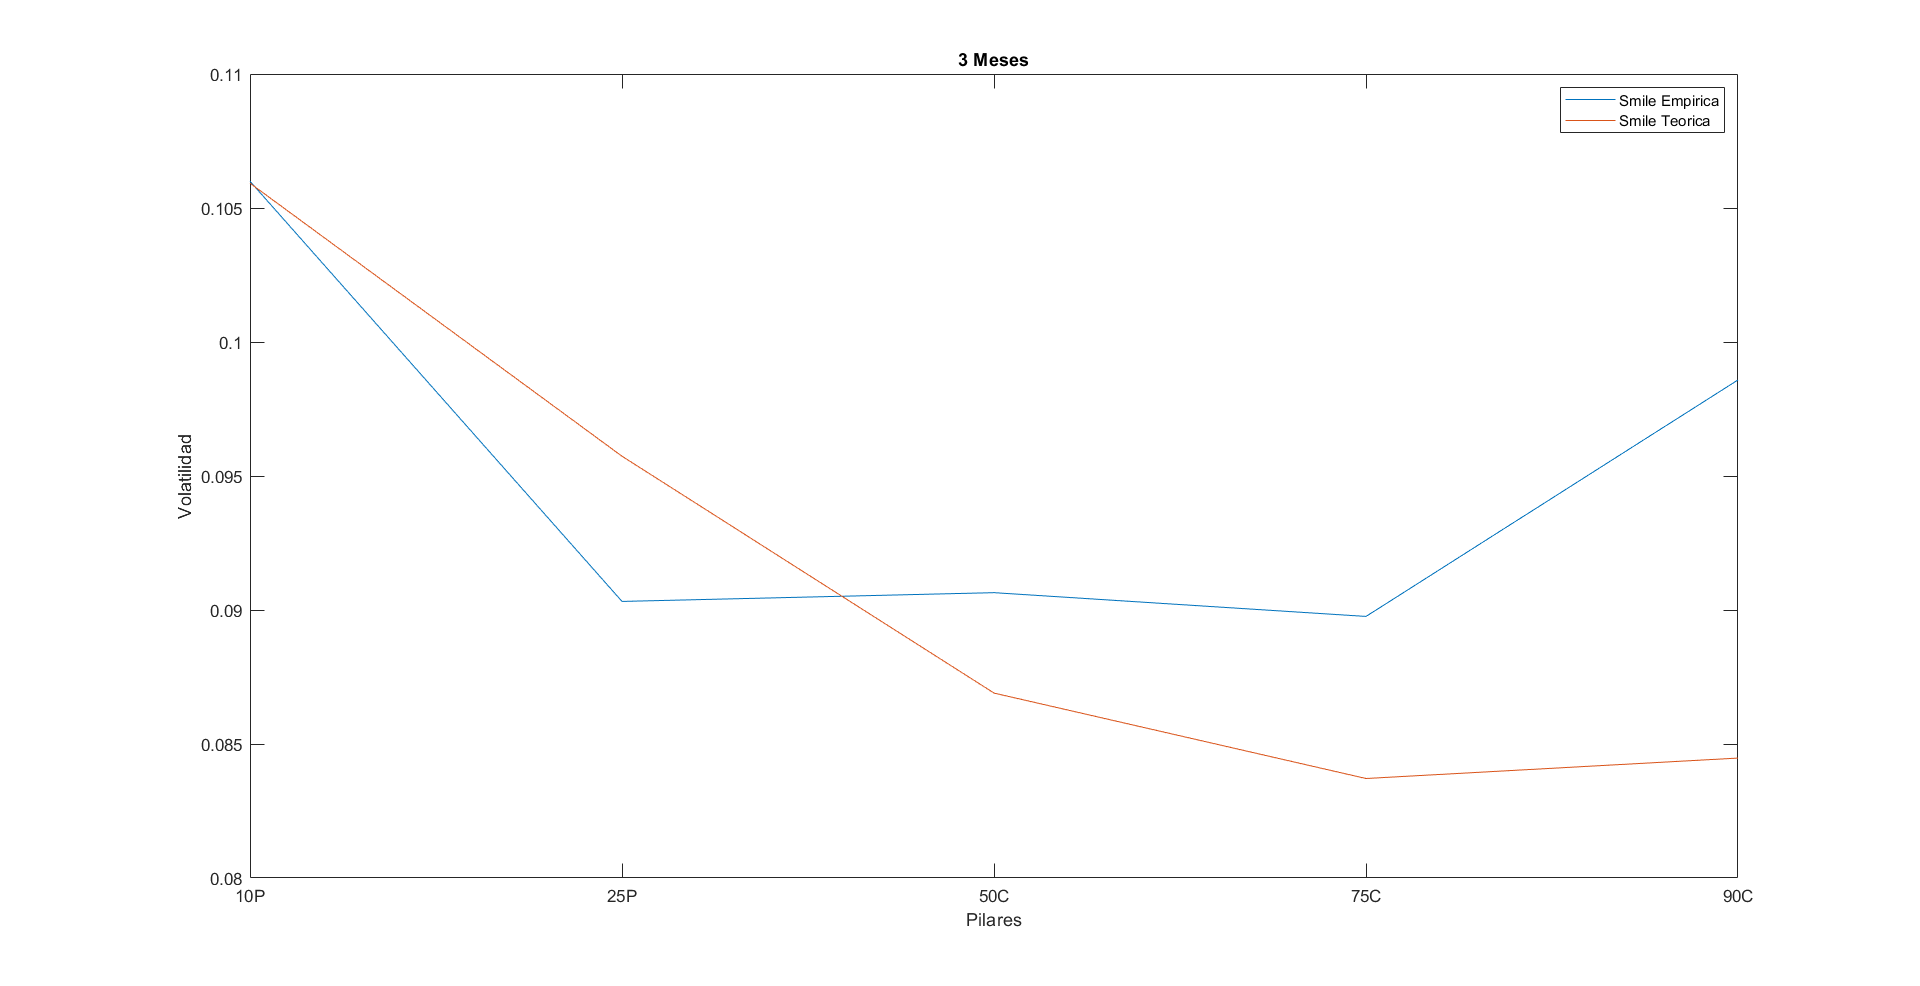 3 Meses
Smile Empirica
Smile Teorica
0.11
0.105
0.1
0.095
0.09
0.085
0.08
Volatilidad
10P
25P
50C
75C
90C
Pilares